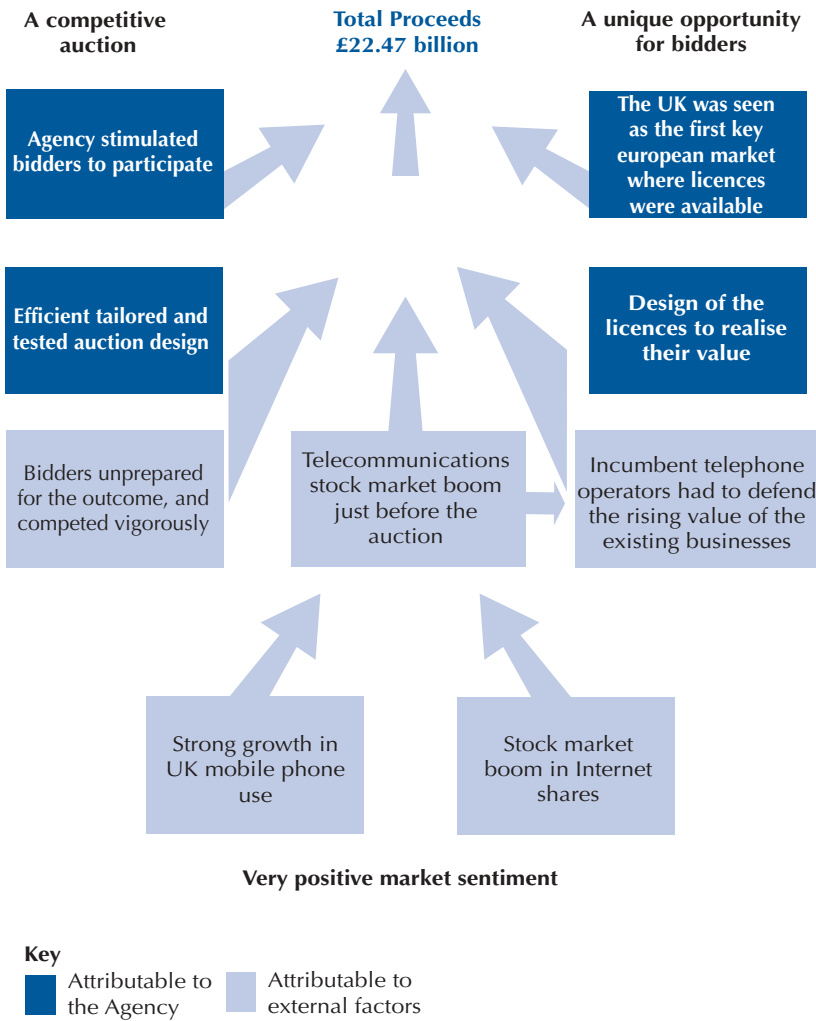 A competitive
auction
Total Proceeds
£22.47 billion
A unique opportunity
for bidders
Agency stimulated
bidders to participate
The UK was seen
as the first key
european market
where licences
were available
Efficient tailored and
tested auction design
Design of the
licences to realise
their value
Bidders unprepared
for the outcome, and
competed vigorously
Telecommunications
stock market boom
just before the
auction
Incumbent telephone
operators had to defend
the rising value of the
existing businesses
Strong growth in
UK mobile phone
use
Stock market
boom in Internet
shares
Very positive market sentiment
Key
Attributable to
the Agency
Attributable to
external factors